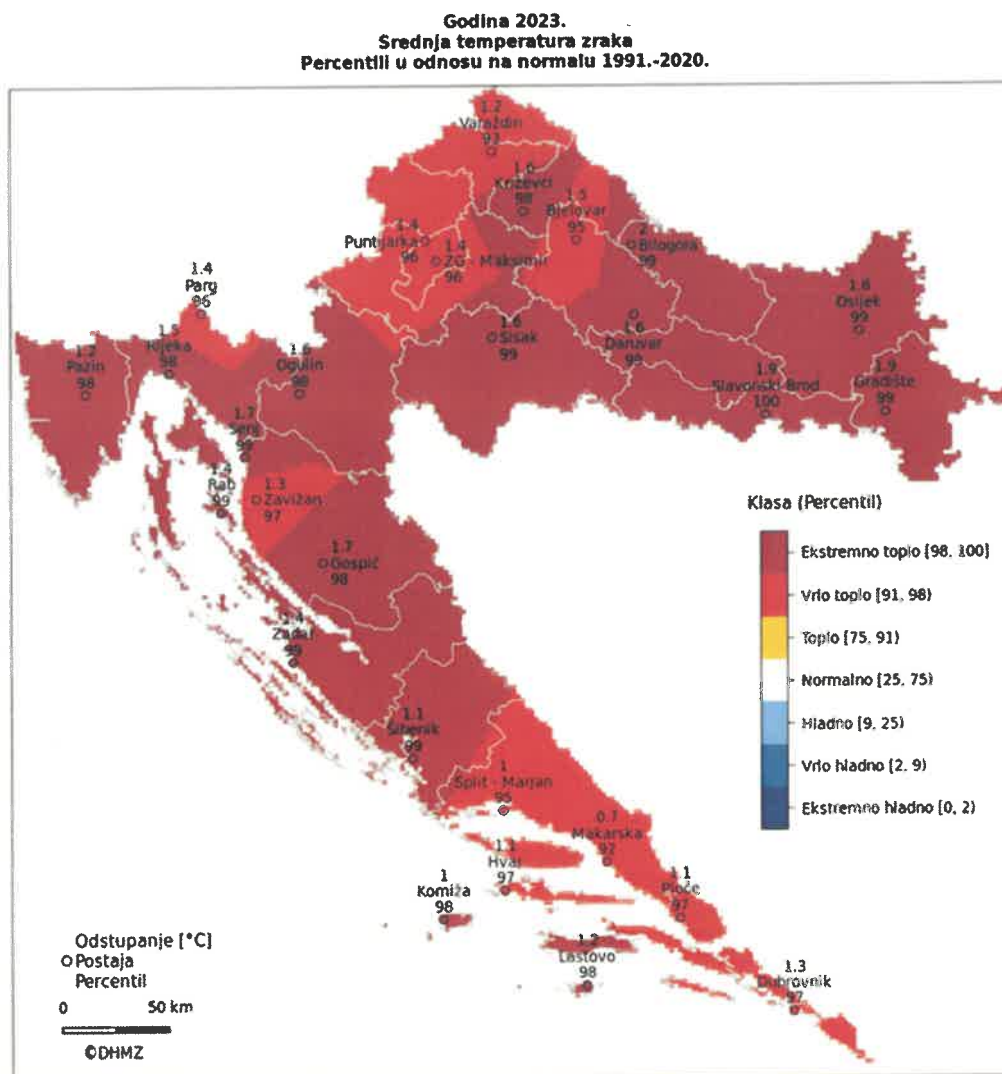 Godina 2023.
Srednja temperatura zraka
Percentili u odnosu na normalu 1991.-2020.
1.2
Varaždin
97
1.6
Križevci
98
1.5
Bjelovar
95
2
Bilogora
99
1.4
Puntijarka
96
1.4
ZG - Maksimir
96
1.4
Parg
96
1.5
Rijeka
98
1.2
Pazin
98
1.6
Ogulin
98
1.6
Sisak
99
1.6
Daruvar
99
Osijek
99
1.9
Slavonski Brod
100
1.9
Gradište
99
1.7
Senj
99
1.4
Rab
99
1.3
Zavižan
97
1.7
Gospić
98
1.4
Zadar
99
1.1
Šibenik
99
1
Split - Marjan
95
0.7
Makarska
92
1.1
Hvar
97
1
Komiža
98
1.1
Ploče
97
1.2
Lastovo
98
1.3
Dubrovnik
97
Klasa (Percentil)
Ekstremno toplo [98, 100]
Vrlo toplo [91, 98)
Toplo [75, 91)
Normalno [25, 75)
Hladno [9, 25)
Vrlo hladno [2, 9)
Ekstremno hladno [0, 2)
Odstupanje [°C]
Postaja
Percentil
0 50 km
©DHMZ